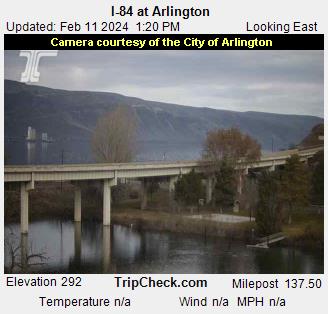 I-84 at Arlington
Updated: Feb 11 2024 1:20 PM Looking East
Camera courtesy of the City of Arlington
Elevation 292 TripCheck.com Milepost 137.50
Temperature n/a Wind n/a MPH n/a